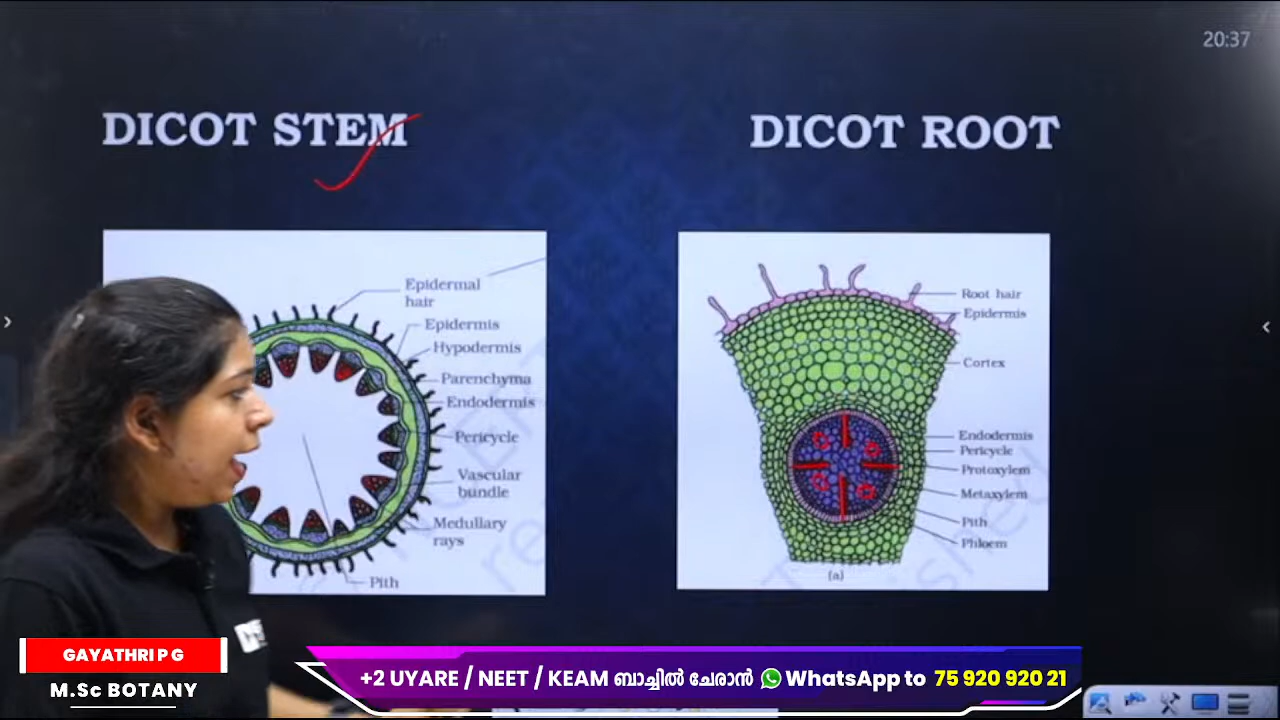 20:37
DICOT STEM
DICOT ROOT
Epidermal
hair
Epidermis
Hypodermis
Parenchyma
Endodermis
Pericycle
Vascular
bundle
Medullary
rays
Pith
Root hair
Epidermis
Cortex
Endodermis
Pericycle
Protoxylem
Metaxylem
Pith
Phloem
(a)
GAYATHRI P G
M.Sc BOTANY
+2 UYARE / NEET / KEAM ബാച്ചിൽ ചേരാൻ WhatsApp to 75 920 920 21